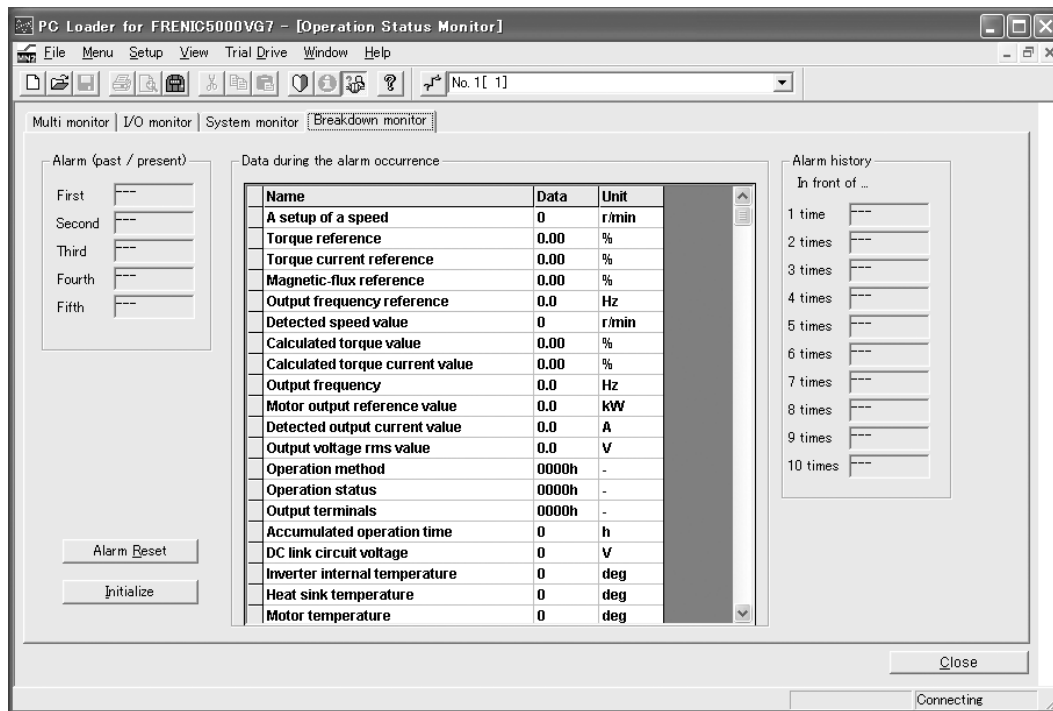 PC Loader for FRENIC5000VG7 - [Operation Status Monitor]
MNP File Menu Setup View Trial Drive Window Help
No. 1[ 1]
Multi monitor I/O monitor System monitor Breakdown monitor
Alarm (past / present)
First ---
Second ---
Third ---
Fourth ---
Fifth ---
Alarm Reset
Initialize
Data during the alarm occurrence
Name Data Unit
A setup of a speed 0 r/min
Torque reference 0.00 %
Torque current reference 0.00 %
Magnetic-flux reference 0.00 %
Output frequency reference 0.0 Hz
Detected speed value 0 r/min
Calculated torque value 0.00 %
Calculated torque current value 0.00 %
Output frequency 0.0 Hz
Motor output reference value 0.0 kW
Detected output current value 0.0 A
Output voltage rms value 0.0 V
Operation method 0000h -
Operation status 0000h -
Output terminals 0000h -
Accumulated operation time 0 h
DC link circuit voltage 0 V
Inverter internal temperature 0 deg
Heat sink temperature 0 deg
Motor temperature 0 deg
Alarm history
In front of ...
1 time ---
2 times ---
3 times ---
4 times ---
5 times ---
6 times ---
7 times ---
8 times ---
9 times ---
10 times ---
Close
Connecting